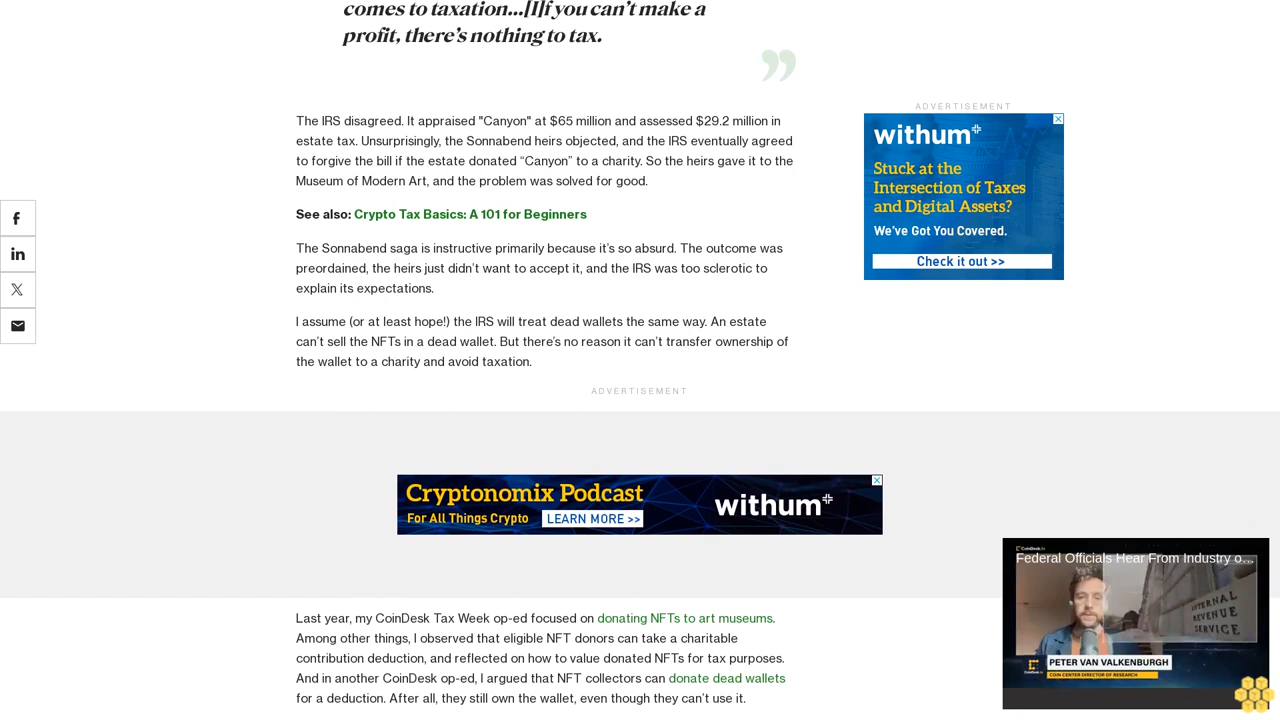 comes to taxation...[I]f you can’t make a
profit, there’s nothing to tax.
”
ADVERTISEMENT
withum
Stuck at the
Intersection of Taxes
and Digital Assets?
We’ve Got You Covered.
Check it out >>
The IRS disagreed. It appraised "Canyon" at $65 million and assessed $29.2 million in
estate tax. Unsurprisingly, the Sonnabend heirs objected, and the IRS eventually agreed
to forgive the bill if the estate donated “Canyon” to a charity. So the heirs gave it to the
Museum of Modern Art, and the problem was solved for good.
See also: Crypto Tax Basics: A 101 for Beginners
The Sonnabend saga is instructive primarily because it’s so absurd. The outcome was
preordained, the heirs just didn’t want to accept it, and the IRS was too sclerotic to
explain its expectations.
I assume (or at least hope!) the IRS will treat dead wallets the same way. An estate
can’t sell the NFTs in a dead wallet. But there’s no reason it can’t transfer ownership of
the wallet to a charity and avoid taxation.
ADVERTISEMENT
Cryptonomix Podcast
For All Things Crypto LEARN MORE >>
withum
Federal Officials Hear From Industry o...
INTERNAL
REVENUE
SERVICE
PETER VAN VALKENBURGH
COIN CENTER DIRECTOR OF RESEARCH
Last year, my CoinDesk Tax Week op-ed focused on donating NFTs to art museums.
Among other things, I observed that eligible NFT donors can take a charitable
contribution deduction, and reflected on how to value donated NFTs for tax purposes.
And in another CoinDesk op-ed, I argued that NFT collectors can donate dead wallets
for a deduction. After all, they still own the wallet, even though they can’t use it.